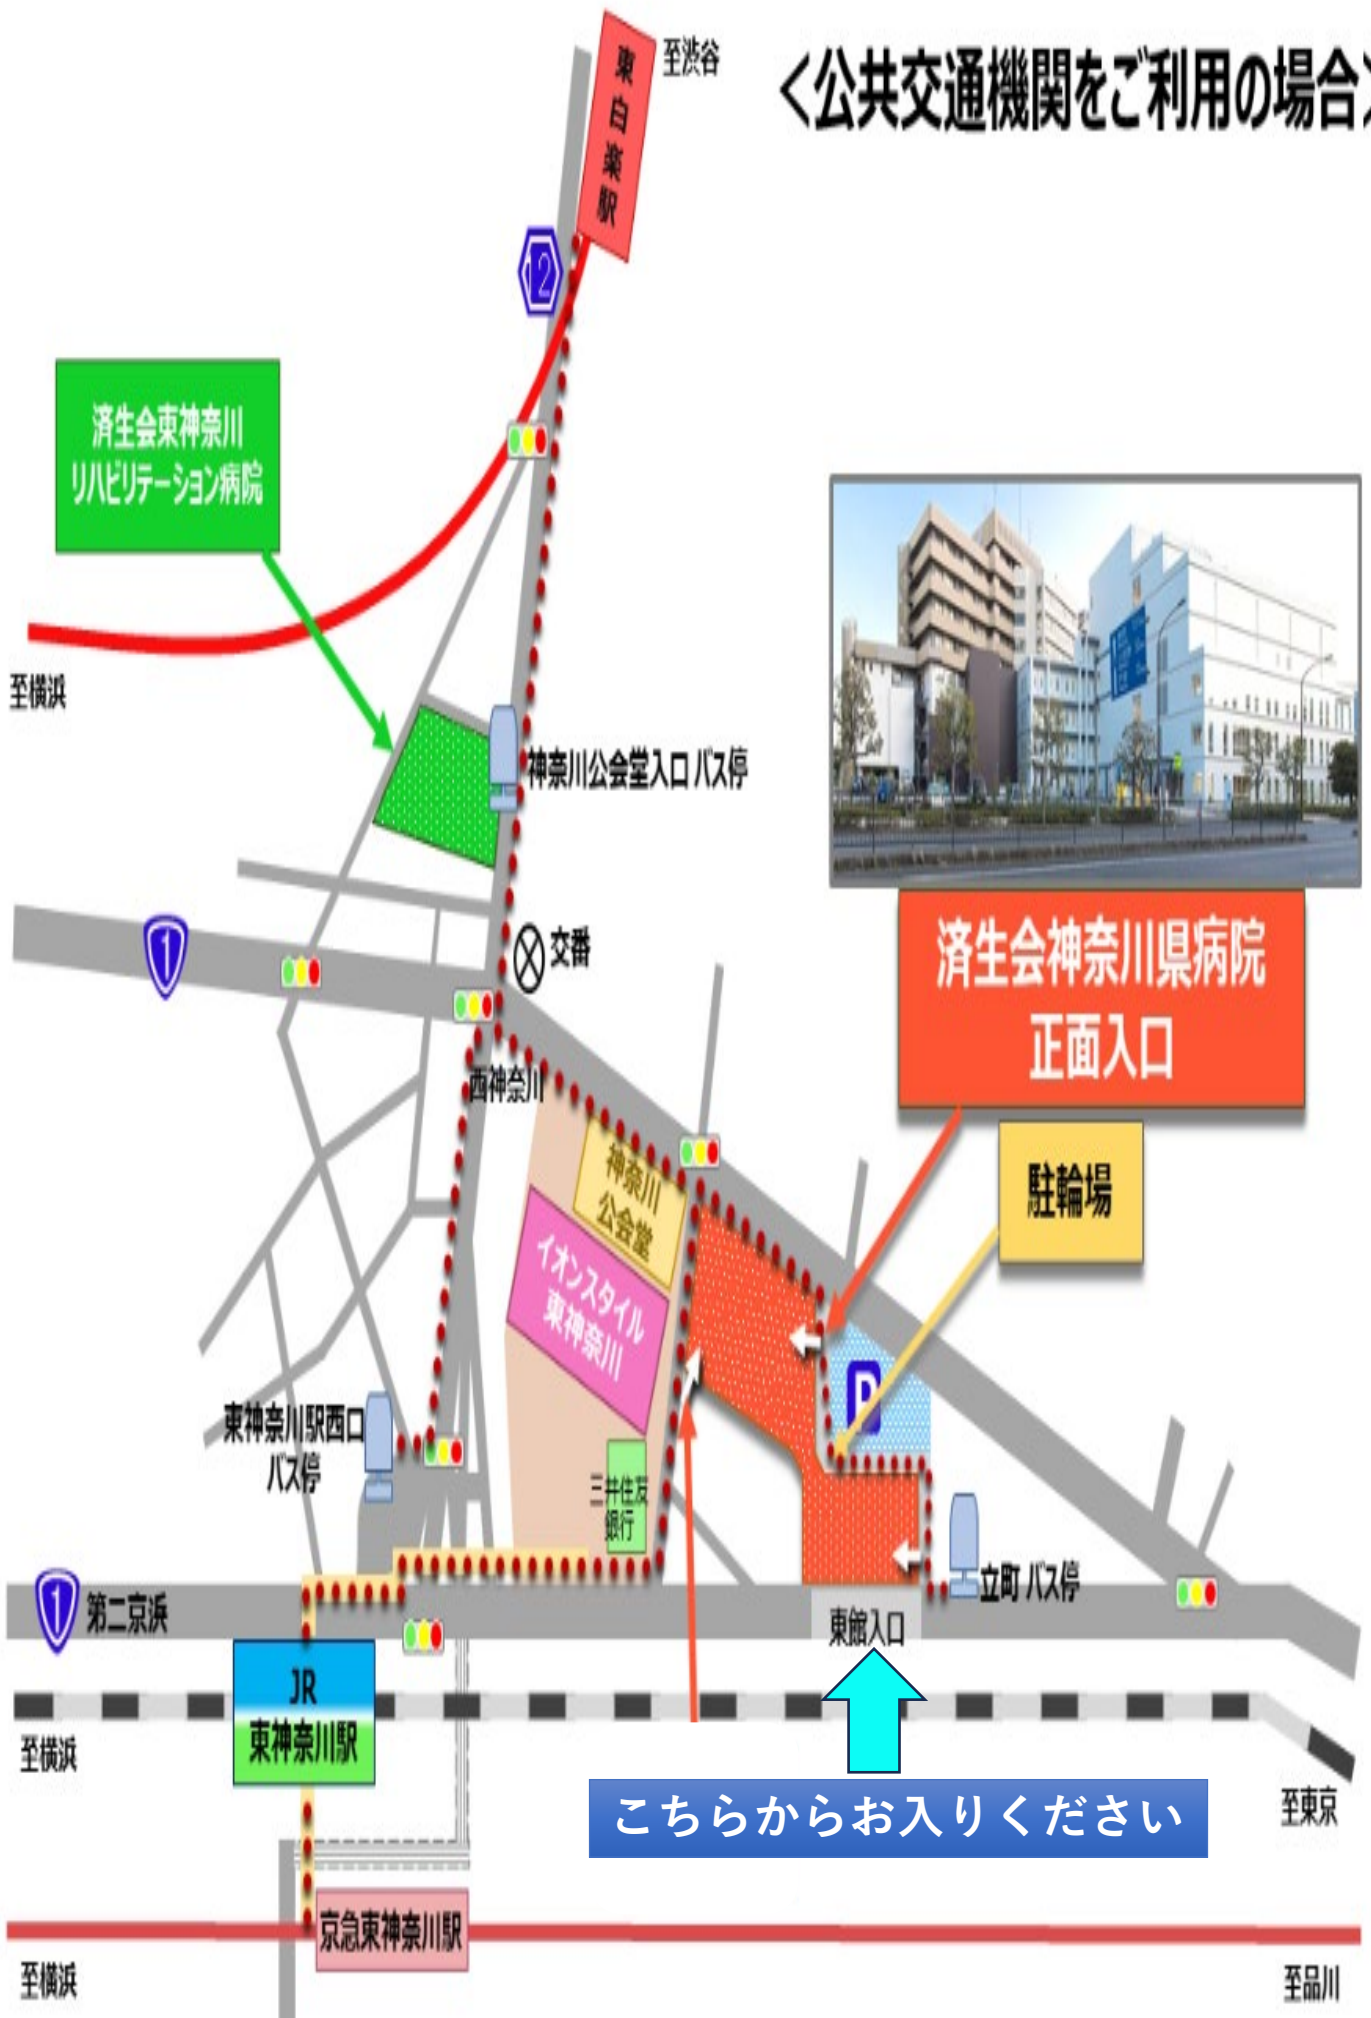 <公共交通機関をご利用の場合>
至渋谷
東白楽駅
12
済生会東神奈川
リハビリテーション病院
至横浜
神奈川公会堂入口 バス停
1
交番
済生会神奈川県病院
正面入口
西神奈川
神奈川
公会堂
駐輪場
イオンスタイル
東神奈川
P
東神奈川駅西口
バス停
三井住友
銀行
立町 バス停
1
第二京浜
東館入口
JR
東神奈川駅
至横浜
至東京
こちらからお入りください
京急東神奈川駅
至横浜
至品川